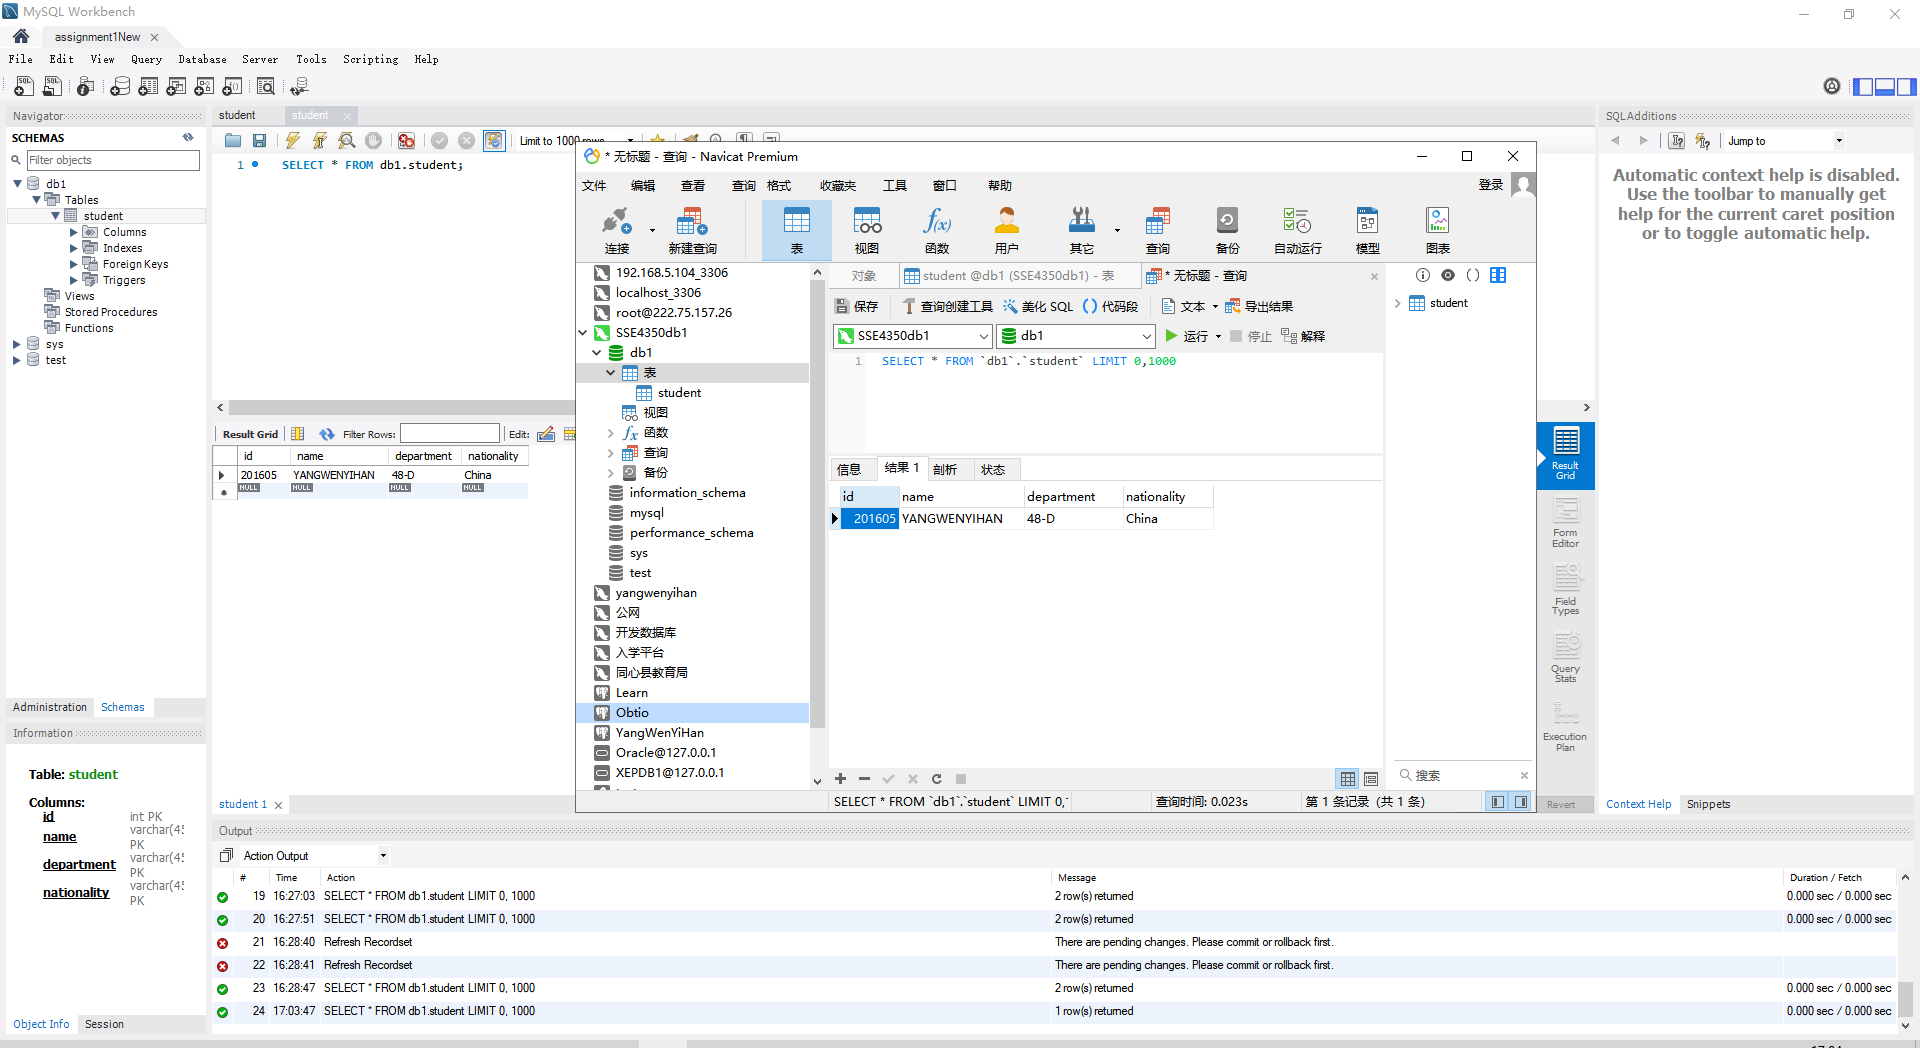 MySQL Workbench
assignment1New
File Edit View Query Database Server Tools Scripting Help
Navigator
SCHEMAS
Filter objects
db1
Tables
student
Columns
Indexes
Foreign Keys
Triggers
Views
Stored Procedures
Functions
sys
test
Administration Schemas
Information
Table: student
Columns:
id int PK
name varchar(4
PK
department varchar(4
PK
nationality varchar(4
PK
Object Info Session
student student
Limit to 1000 rows
1 SELECT * FROM db1.student;
Result Grid Filter Rows: Edit:
id name department nationality
201605 YANGWENYIHAN 48-D China
NULL NULL NULL NULL
student 1
* 无标题 - 查询 - Navicat Premium
文件 编辑 查看 查询 格式 收藏夹 工具 窗口 帮助 登录
连接 新建查询 表 视图 函数 用户 其它 查询 备份 自动运行 模型 图表
192.168.5.104_3306
localhost_3306
root@222.75.157.26
SSE4350db1
db1
表
student
视图
函数
查询
备份
information_schema
mysql
performance_schema
sys
test
yangwenyihan
公网
开发数据库
入学平台
同心县教育局
Learn
Obtio
YangWenYiHan
Oracle@127.0.0.1
XEPDB1@127.0.0.1
对象 student @db1 (SSE4350db1) - 表 * 无标题 - 查询
保存 查询创建工具 美化 SQL 代码段 文本 导出结果
SSE4350db1 db1 运行 停止 解释
1 SELECT * FROM `db1`.`student` LIMIT 0,1000
信息 结果 1 剖析 状态
id name department nationality
201605 YANGWENYIHAN 48-D China
SELECT * FROM `db1`.`student` LIMIT 0, 查询时间: 0.023s 第 1 条记录 (共 1 条)
student
搜索
Result
Grid
Form
Editor
Field
Types
Query
Stats
Execution
Plan
Revert
SQLAdditions
Jump to
Automatic context help is disabled.
Use the toolbar to manually get
help for the current caret position
or to toggle automatic help.
Context Help Snippets
Output
Action Output
# Time Action Message Duration / Fetch
19 16:27:03 SELECT * FROM db1.student LIMIT 0, 1000 2 row(s) returned 0.000 sec / 0.000 sec
20 16:27:51 SELECT * FROM db1.student LIMIT 0, 1000 2 row(s) returned 0.000 sec / 0.000 sec
21 16:28:40 Refresh Recordset There are pending changes. Please commit or rollback first.
22 16:28:41 Refresh Recordset There are pending changes. Please commit or rollback first.
23 16:28:47 SELECT * FROM db1.student LIMIT 0, 1000 2 row(s) returned 0.000 sec / 0.000 sec
24 17:03:47 SELECT * FROM db1.student LIMIT 0, 1000 1 row(s) returned 0.000 sec / 0.000 sec